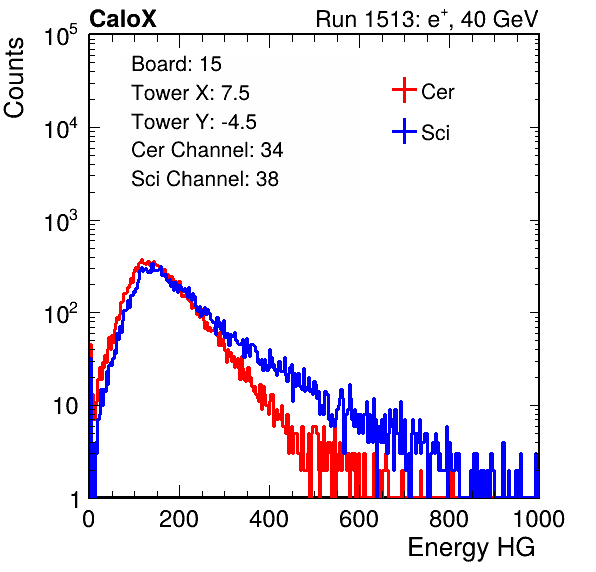 CaloX Run 1513: e⁺, 40 GeV
Board: 15
Tower X: 7.5
Tower Y: -4.5
Cer Channel: 34
Sci Channel: 38
Cer
Sci
Counts
10⁵
10⁴
10³
10²
10
1
0 200 400 600 800 1000
Energy HG